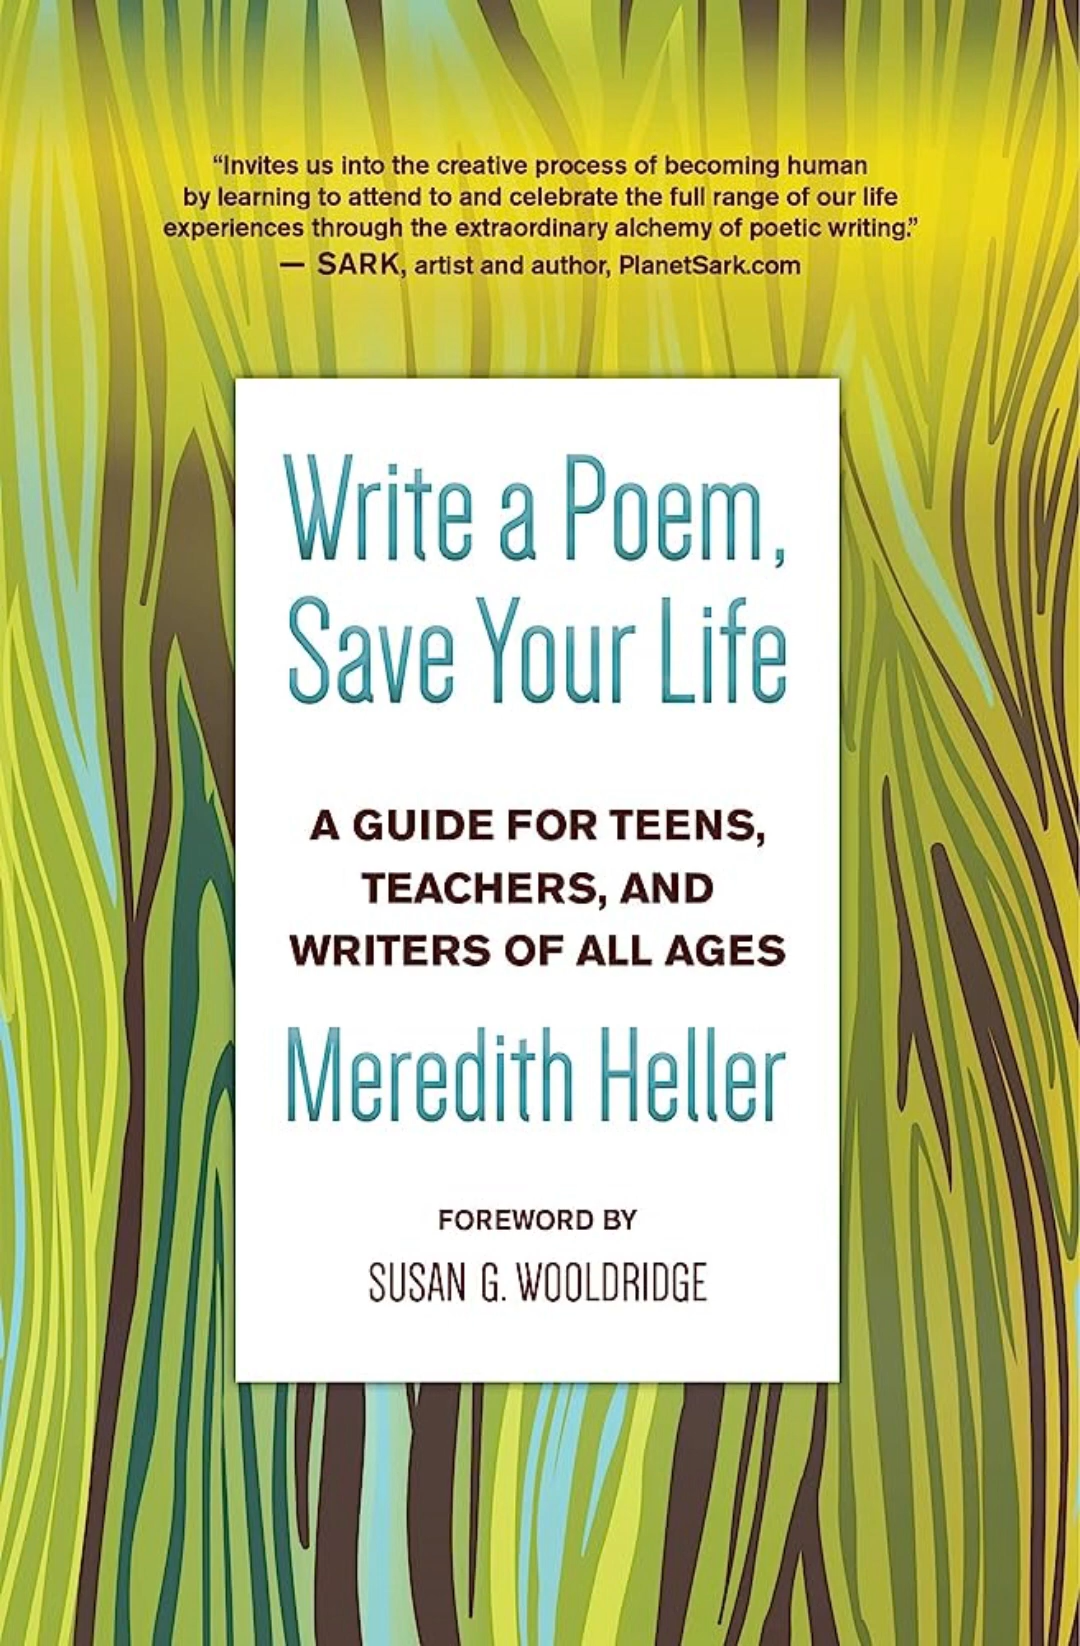 “Invites us into the creative process of becoming human
by learning to attend to and celebrate the full range of our life
experiences through the extraordinary alchemy of poetic writing.”
— SARK, artist and author, PlanetSark.com
Write a Poem,
Save Your Life
A GUIDE FOR TEENS,
TEACHERS, AND
WRITERS OF ALL AGES
Meredith Heller
FOREWORD BY
SUSAN G. WOOLDRIDGE